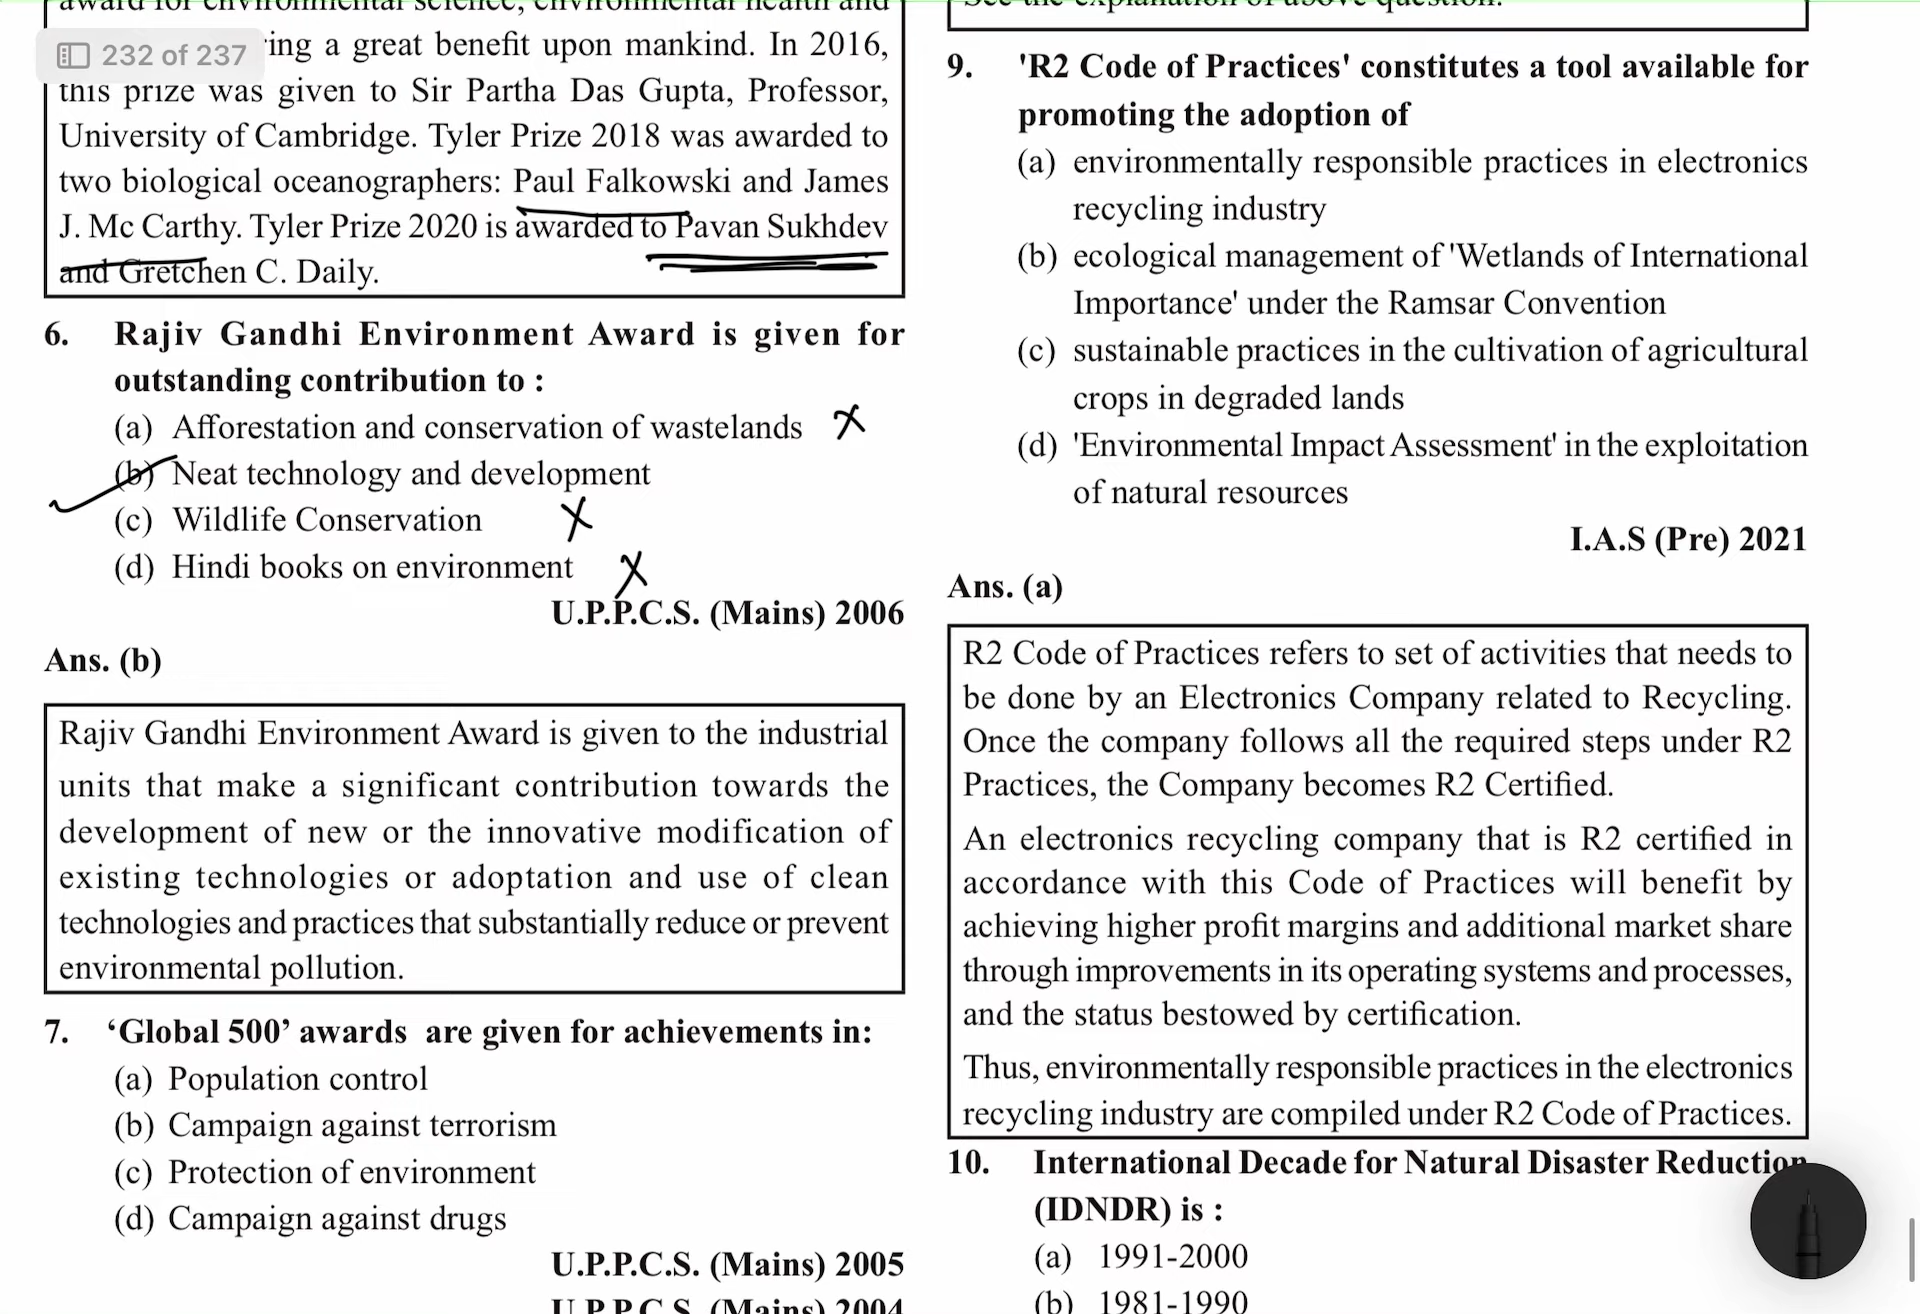 award for environmental science, environmental health and
232 of 237
ing a great benefit upon mankind. In 2016,
this prize was given to Sir Partha Das Gupta, Professor,
University of Cambridge. Tyler Prize 2018 was awarded to
two biological oceanographers: Paul Falkowski and James
J. Mc Carthy. Tyler Prize 2020 is awarded to Pavan Sukhdev
and Gretchen C. Daily.
6. Rajiv Gandhi Environment Award is given for
outstanding contribution to :
(a) Afforestation and conservation of wastelands
(b) Neat technology and development
(c) Wildlife Conservation
(d) Hindi books on environment
U.P.P.C.S. (Mains) 2006
Ans. (b)
Rajiv Gandhi Environment Award is given to the industrial
units that make a significant contribution towards the
development of new or the innovative modification of
existing technologies or adoptation and use of clean
technologies and practices that substantially reduce or prevent
environmental pollution.
7. ‘Global 500’ awards are given for achievements in:
(a) Population control
(b) Campaign against terrorism
(c) Protection of environment
(d) Campaign against drugs
U.P.P.C.S. (Mains) 2005
U.P.P.C.S. (Mains) 2004
See the explanation of above question.
9. 'R2 Code of Practices' constitutes a tool available for
promoting the adoption of
(a) environmentally responsible practices in electronics
recycling industry
(b) ecological management of 'Wetlands of International
Importance' under the Ramsar Convention
(c) sustainable practices in the cultivation of agricultural
crops in degraded lands
(d) 'Environmental Impact Assessment' in the exploitation
of natural resources
I.A.S (Pre) 2021
Ans. (a)
R2 Code of Practices refers to set of activities that needs to
be done by an Electronics Company related to Recycling.
Once the company follows all the required steps under R2
Practices, the Company becomes R2 Certified.
An electronics recycling company that is R2 certified in
accordance with this Code of Practices will benefit by
achieving higher profit margins and additional market share
through improvements in its operating systems and processes,
and the status bestowed by certification.
Thus, environmentally responsible practices in the electronics
recycling industry are compiled under R2 Code of Practices.
10. International Decade for Natural Disaster Reduction
(IDNDR) is :
(a) 1991-2000
(b) 1981-1990